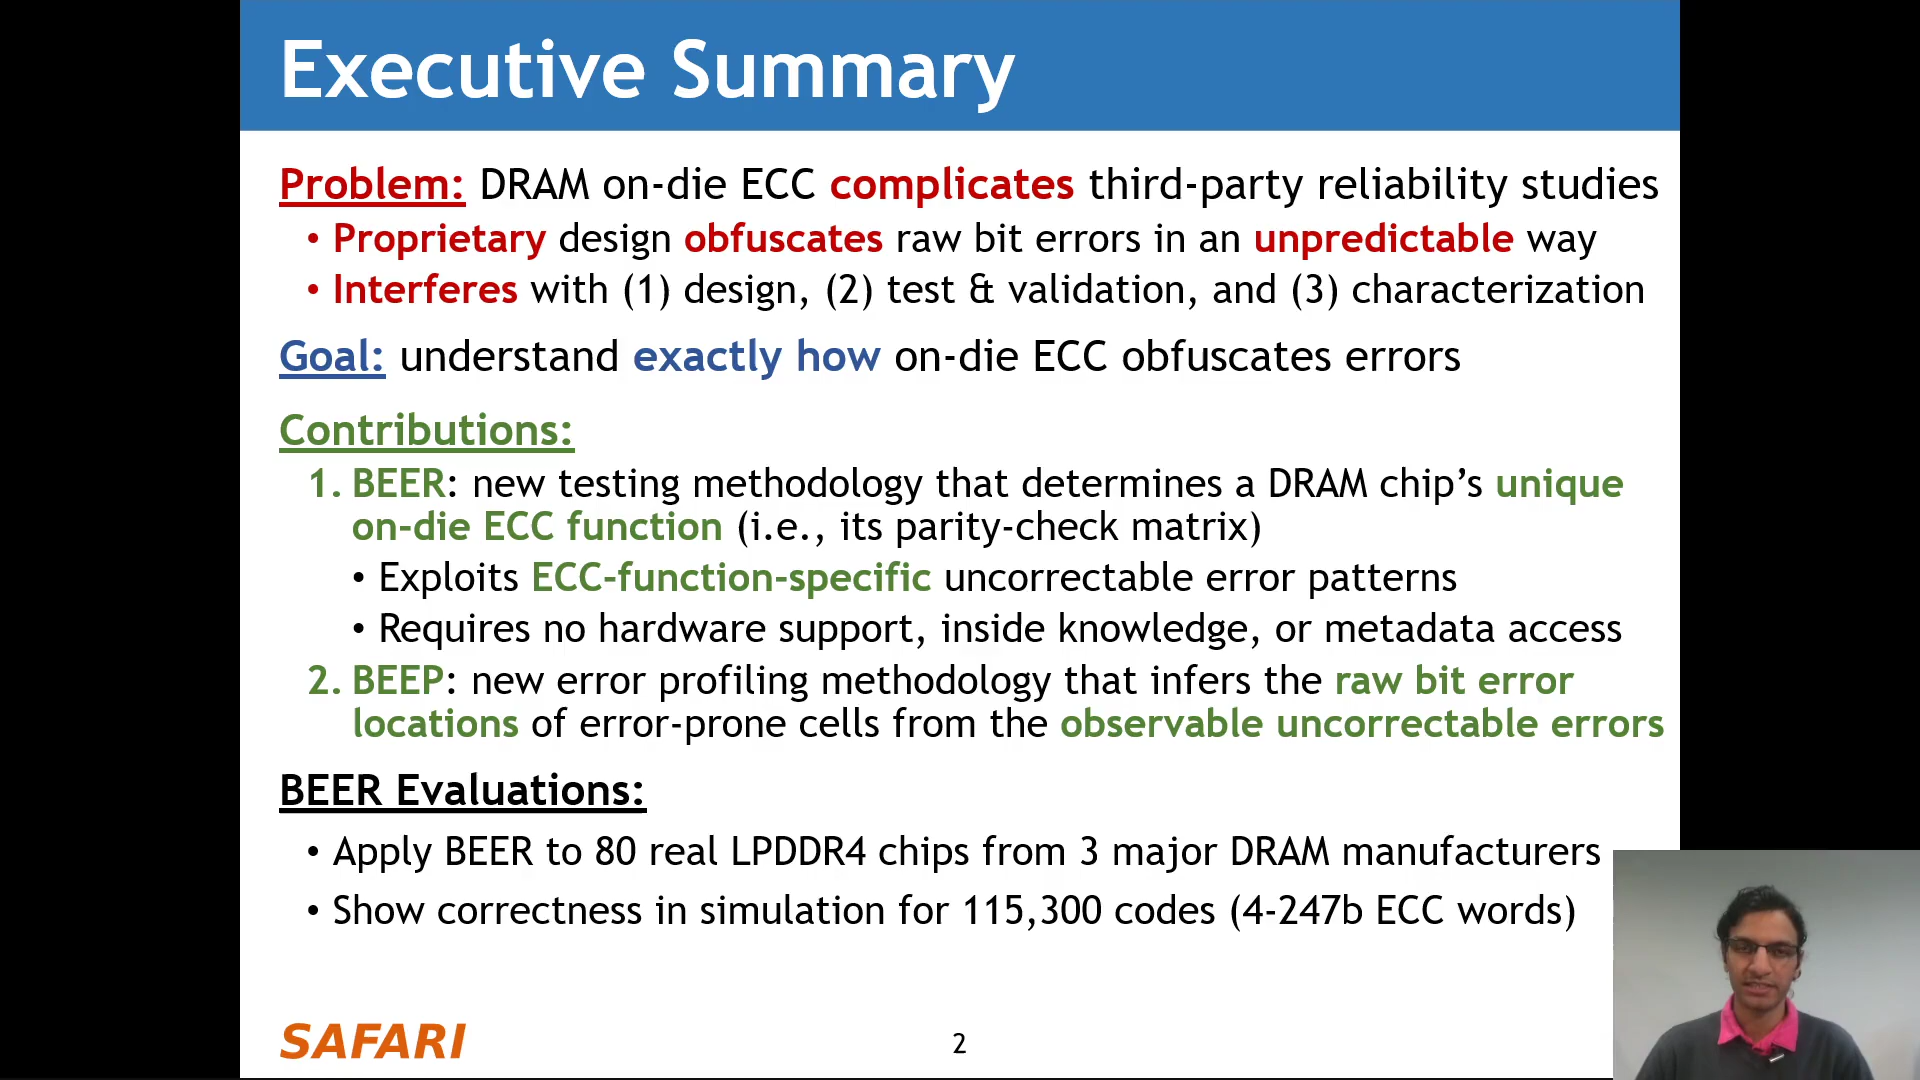 Executive Summary
Problem: DRAM on-die ECC complicates third-party reliability studies
• Proprietary design obfuscates raw bit errors in an unpredictable way
• Interferes with (1) design, (2) test & validation, and (3) characterization
Goal: understand exactly how on-die ECC obfuscates errors
Contributions:
1. BEER: new testing methodology that determines a DRAM chip’s unique
on-die ECC function (i.e., its parity-check matrix)
• Exploits ECC-function-specific uncorrectable error patterns
• Requires no hardware support, inside knowledge, or metadata access
2. BEEP: new error profiling methodology that infers the raw bit error
locations of error-prone cells from the observable uncorrectable errors
BEER Evaluations:
• Apply BEER to 80 real LPDDR4 chips from 3 major DRAM manufacturers
• Show correctness in simulation for 115,300 codes (4-247b ECC words)
SAFARI
2